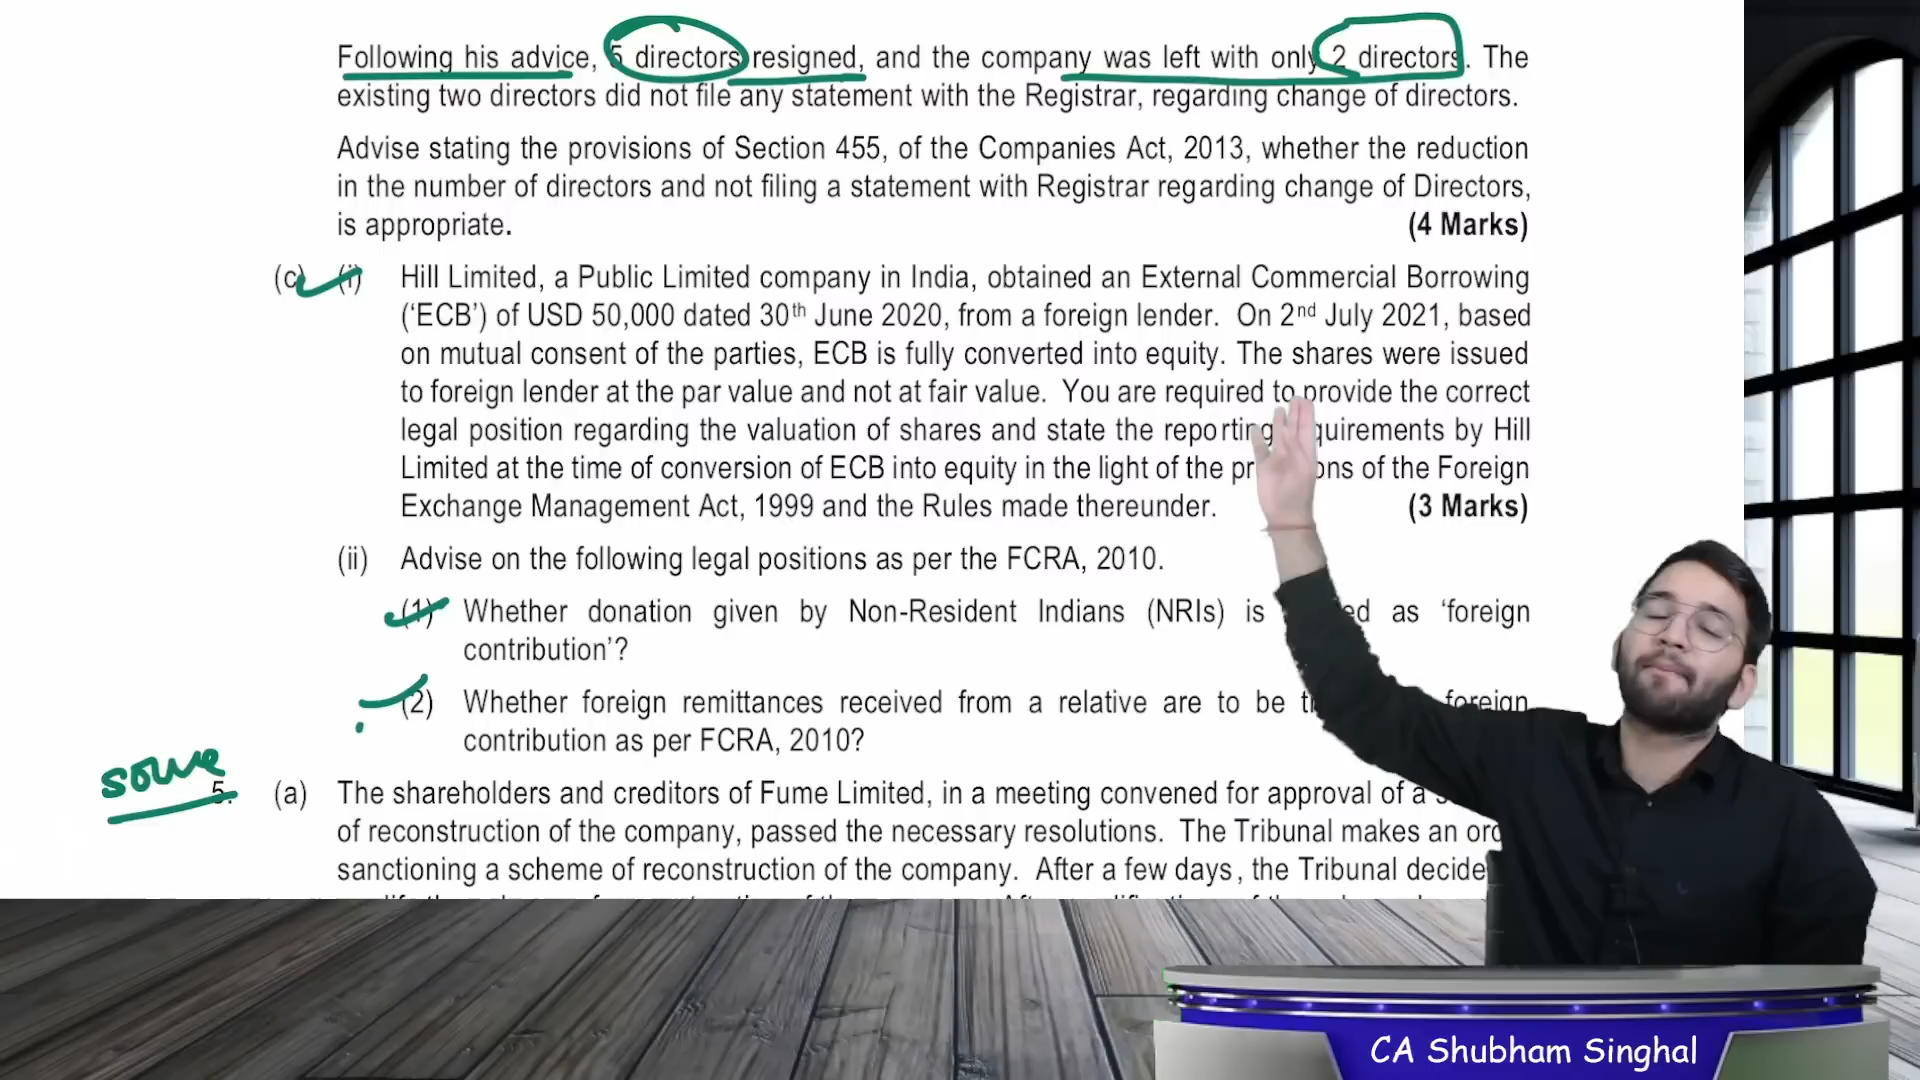 Following his advice, 5 directors resigned, and the company was left with only 2 directors. The
existing two directors did not file any statement with the Registrar, regarding change of directors.
Advise stating the provisions of Section 455, of the Companies Act, 2013, whether the reduction
in the number of directors and not filing a statement with Registrar regarding change of Directors,
is appropriate. (4 Marks)
(c) (i) Hill Limited, a Public Limited company in India, obtained an External Commercial Borrowing
('ECB') of USD 50,000 dated 30th June 2020, from a foreign lender. On 2nd July 2021, based
on mutual consent of the parties, ECB is fully converted into equity. The shares were issued
to foreign lender at the par value and not at fair value. You are required to provide the correct
legal position regarding the valuation of shares and state the reporting
Limited at the time of conversion of ECB into equity in the light of the of the Foreign
Exchange Management Act, 1999 and the Rules made thereunder. (3 Marks)
(ii) Advise on the following legal positions as per the FCRA, 2010.
(1) Whether donation given by Non-Resident Indians (NRIs) is as 'foreign
contribution'?
(2) Whether foreign remittances received from a relative are to be foreign
contribution as per FCRA, 2010?
solve
5. (a) The shareholders and creditors of Fume Limited, in a meeting convened for approval of a
of reconstruction of the company, passed the necessary resolutions. The Tribunal makes an
sanctioning a scheme of reconstruction of the company. After a few days, the Tribunal
CA Shubham Singhal